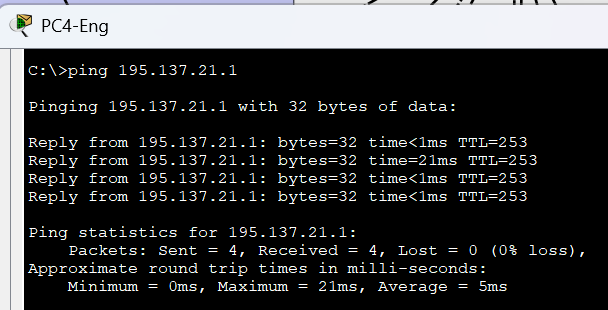 PC4-Eng
C:\>ping 195.137.21.1
Pinging 195.137.21.1 with 32 bytes of data:
Reply from 195.137.21.1: bytes=32 time<1ms TTL=253
Reply from 195.137.21.1: bytes=32 time=21ms TTL=253
Reply from 195.137.21.1: bytes=32 time<1ms TTL=253
Reply from 195.137.21.1: bytes=32 time<1ms TTL=253
Ping statistics for 195.137.21.1:
Packets: Sent = 4, Received = 4, Lost = 0 (0% loss),
Approximate round trip times in milli-seconds:
Minimum = 0ms, Maximum = 21ms, Average = 5ms